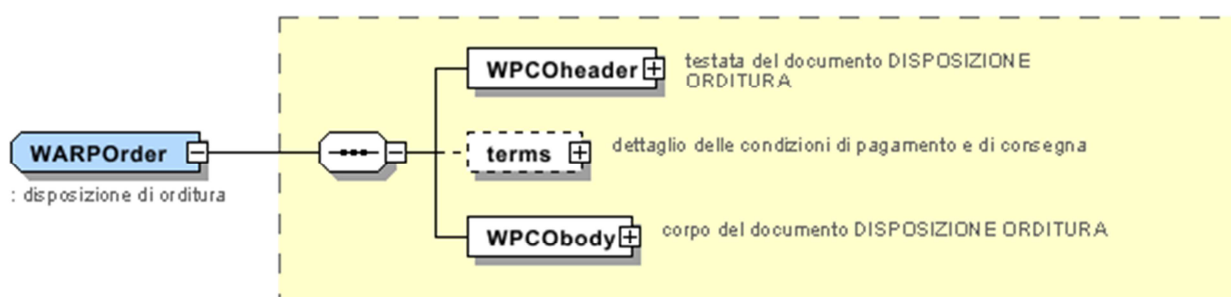 WPCOheader
testata del documento DISPOSIZIONE
ORDITURA
WARPOrder
: disposizione di orditura
terms
dettaglio delle condizioni di pagamento e di consegna
WPCObody
corpo del documento DISPOSIZIONE ORDITURA